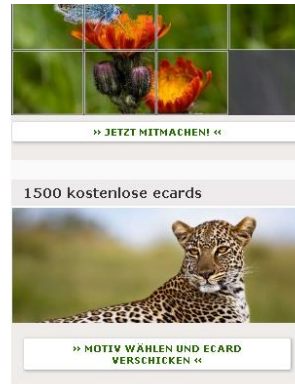 » JETZT MITMACHEN! «
1500 kostenlose ecards
» MOTIV WÄHLEN UND ECARD
VERSCHICKEN «